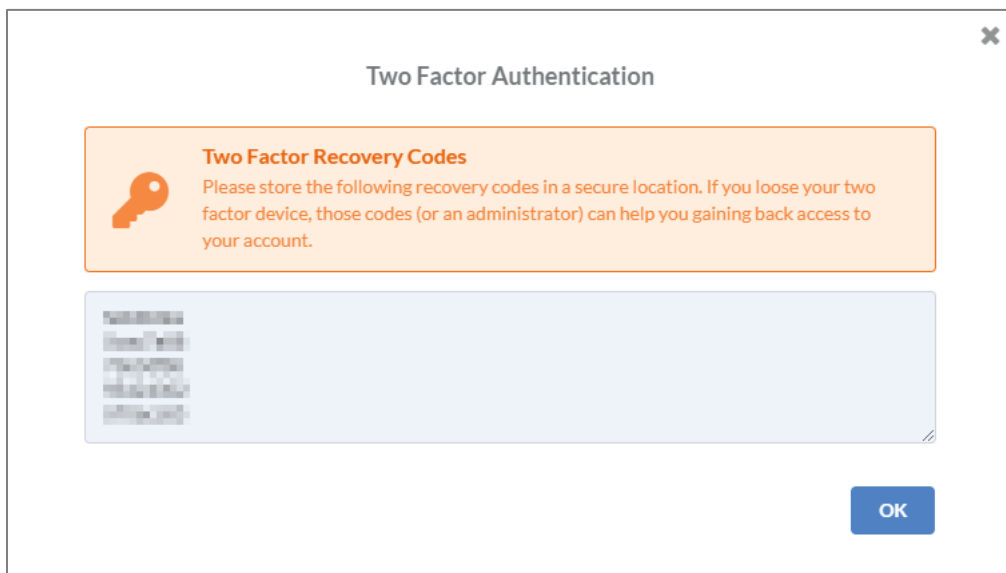 Two Factor Authentication
Two Factor Recovery Codes
Please store the following recovery codes in a secure location. If you loose your two
factor device, those codes (or an administrator) can help you gaining back access to
your account.
OK